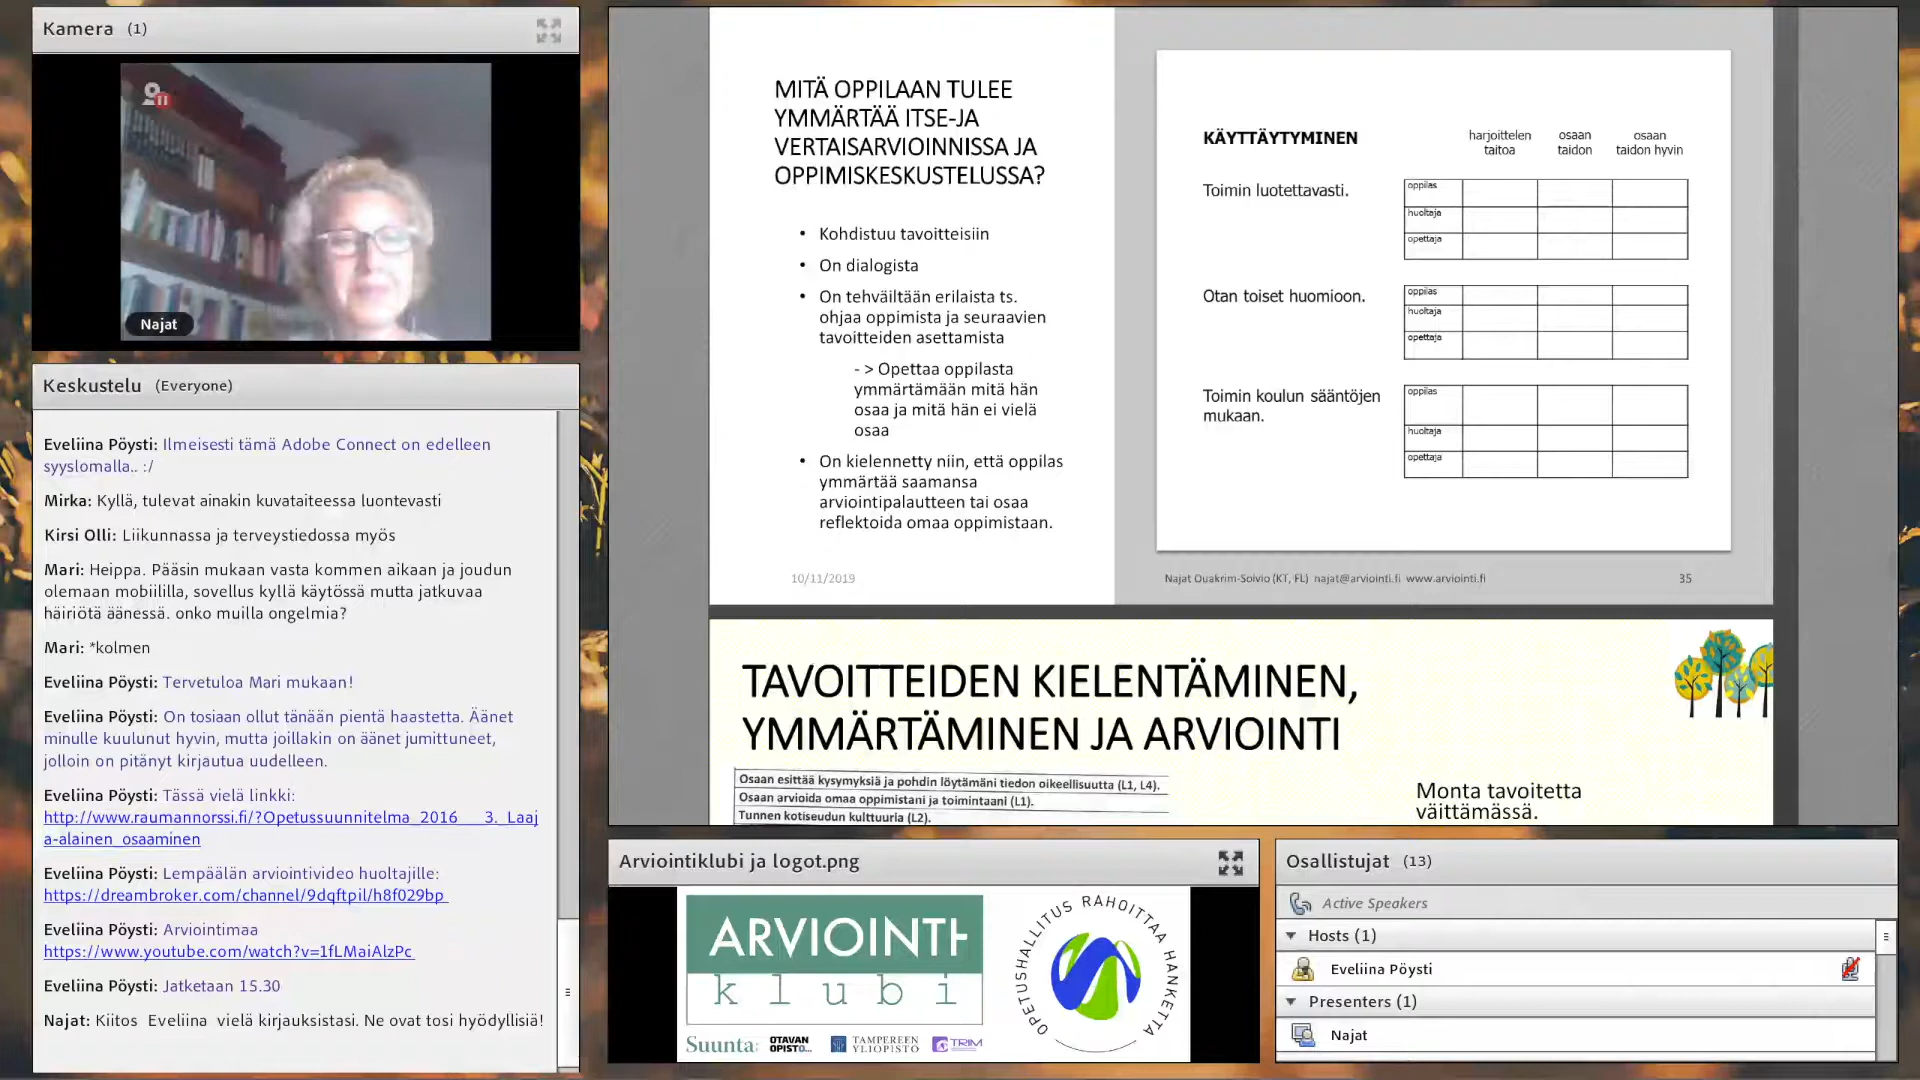 Kamera (1)
Najat
Keskustelu (Everyone)
Eveliina Pöysti: Ilmeisesti tämä Adobe Connect on edelleen
syyslomalla.. :/
Mirka: Kyllä, tulevat ainakin kuvataiteessa luontevasti
Kirsi Olli: Liikunnassa ja terveystiedossa myös
Mari: Heippa. Pääsin mukaan vasta kommen aikaan ja joudun
olemaan mobiililla, sovellus kyllä käytössä mutta jatkuvaa
häiriötä äänessä. onko muilla ongelmia?
Mari: *kolmen
Eveliina Pöysti: Tervetuloa Mari mukaan!
Eveliina Pöysti: On tosiaan ollut tänään pientä haastetta. Äänet
minulle kuulunut hyvin, mutta joillakin on äänet jumittuneet,
jolloin on pitänyt kirjautua uudelleen.
Eveliina Pöysti: Tässä vielä linkki:
http://www.raumannorssi.fi/?Opetussuunnitelma_2016___3._Laaj
a-alainen_osaaminen
Eveliina Pöysti: Lempäälän arviointivideo huoltajille:
https://dreambroker.com/channel/9dqftpil/h8f029bp
Eveliina Pöysti: Arviointimaa
https://www.youtube.com/watch?v=1fLMaiAlzPc
Eveliina Pöysti: Jatketaan 15.30
Najat: Kiitos Eveliina vielä kirjauksistasi. Ne ovat tosi hyödyllisiä!
MITÄ OPPILAAN TULEE
YMMÄRTÄÄ ITSE-JA
VERTAISARVIOINNISSA JA
OPPIMISKESKUSTELUSSA?
• Kohdistuu tavoitteisiin
• On dialogista
• On tehväiltään erilaista ts.
ohjaa oppimista ja seuraavien
tavoitteiden asettamista
- > Opettaa oppilasta
ymmärtämään mitä hän
osaa ja mitä hän ei vielä
osaa
• On kielennetty niin, että oppilas
ymmärtää saamansa
arviointipalautteen tai osaa
reflektoida omaa oppimistaan.
10/11/2019
KÄYTTÄYTYMINEN
harjoittelen
taitoa
osaan
taidon
osaan
taidon hyvin
Toimin luotettavasti.
oppilas
huoltaja
opettaja
Otan toiset huomioon.
oppilas
huoltaja
opettaja
Toimin koulun sääntöjen
mukaan.
oppilas
huoltaja
opettaja
Najat Ouakrim-Soivio (KT, FL) najat@arviointi.fi www.arviointi.fi
35
TAVOITTEIDEN KIELENTÄMINEN,
YMMÄRTÄMINEN JA ARVIOINTI
Osaan esittää kysymyksiä ja pohdin löytämäni tiedon oikeellisuutta (L1, L4).
Osaan arvioida omaa oppimistani ja toimintaani (L1).
Tunnen kotiseudun kulttuuria (L2).
Monta tavoitetta
väittämässä.
Arviointiklubi ja logot.png
ARVIOINTI
klubi
Suunta:
OTAVAN
OPISTO...
TAMPEREEN
YLIOPISTO
TRIM
OPETUSHALLITUS RAHOITTAA HANKETTA
Osallistujat (13)
Active Speakers
Hosts (1)
Eveliina Pöysti
Presenters (1)
Najat